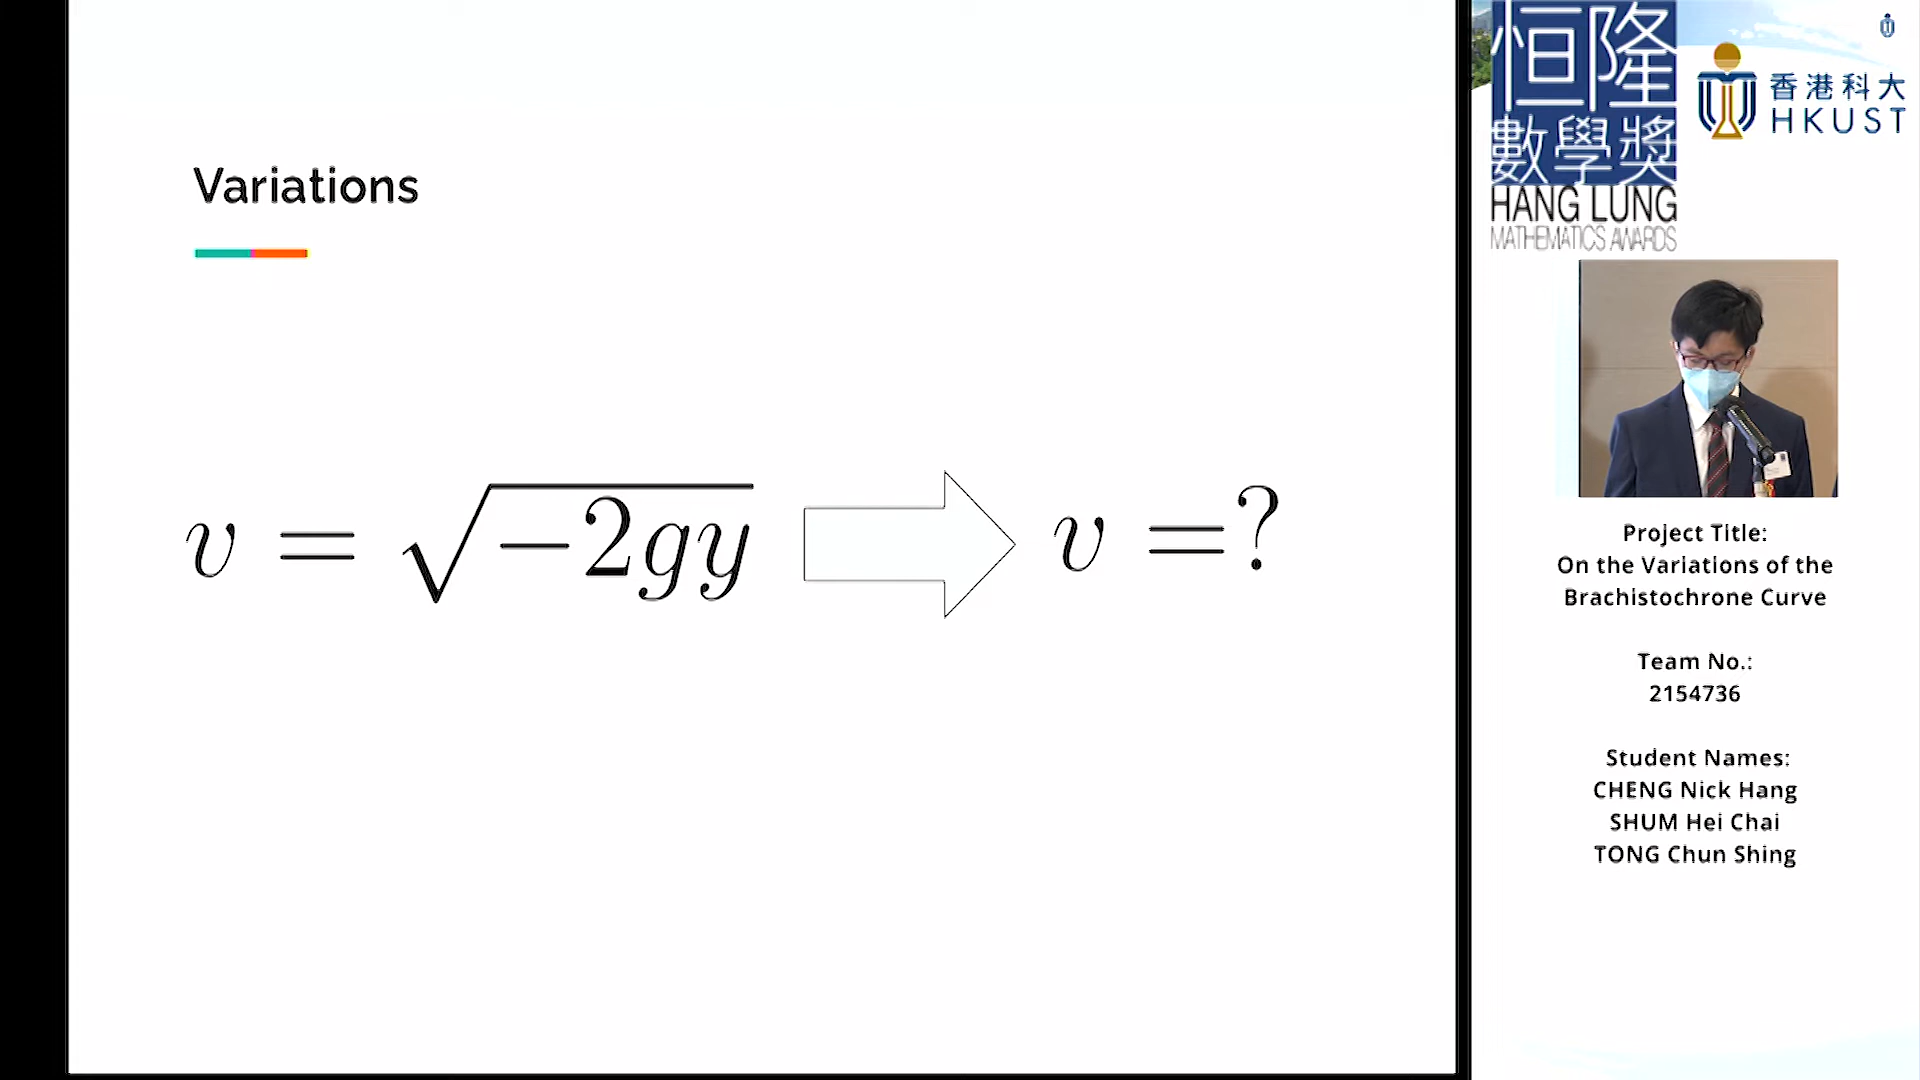 Variations
v = √−2gy
v =?
恒隆
數學獎
HANG LUNG
MATHEMATICS AWARDS
香港科大
HKUST
Project Title:
On the Variations of the
Brachistochrone Curve
Team No.:
2154736
Student Names:
CHENG Nick Hang
SHUM Hei Chai
TONG Chun Shing